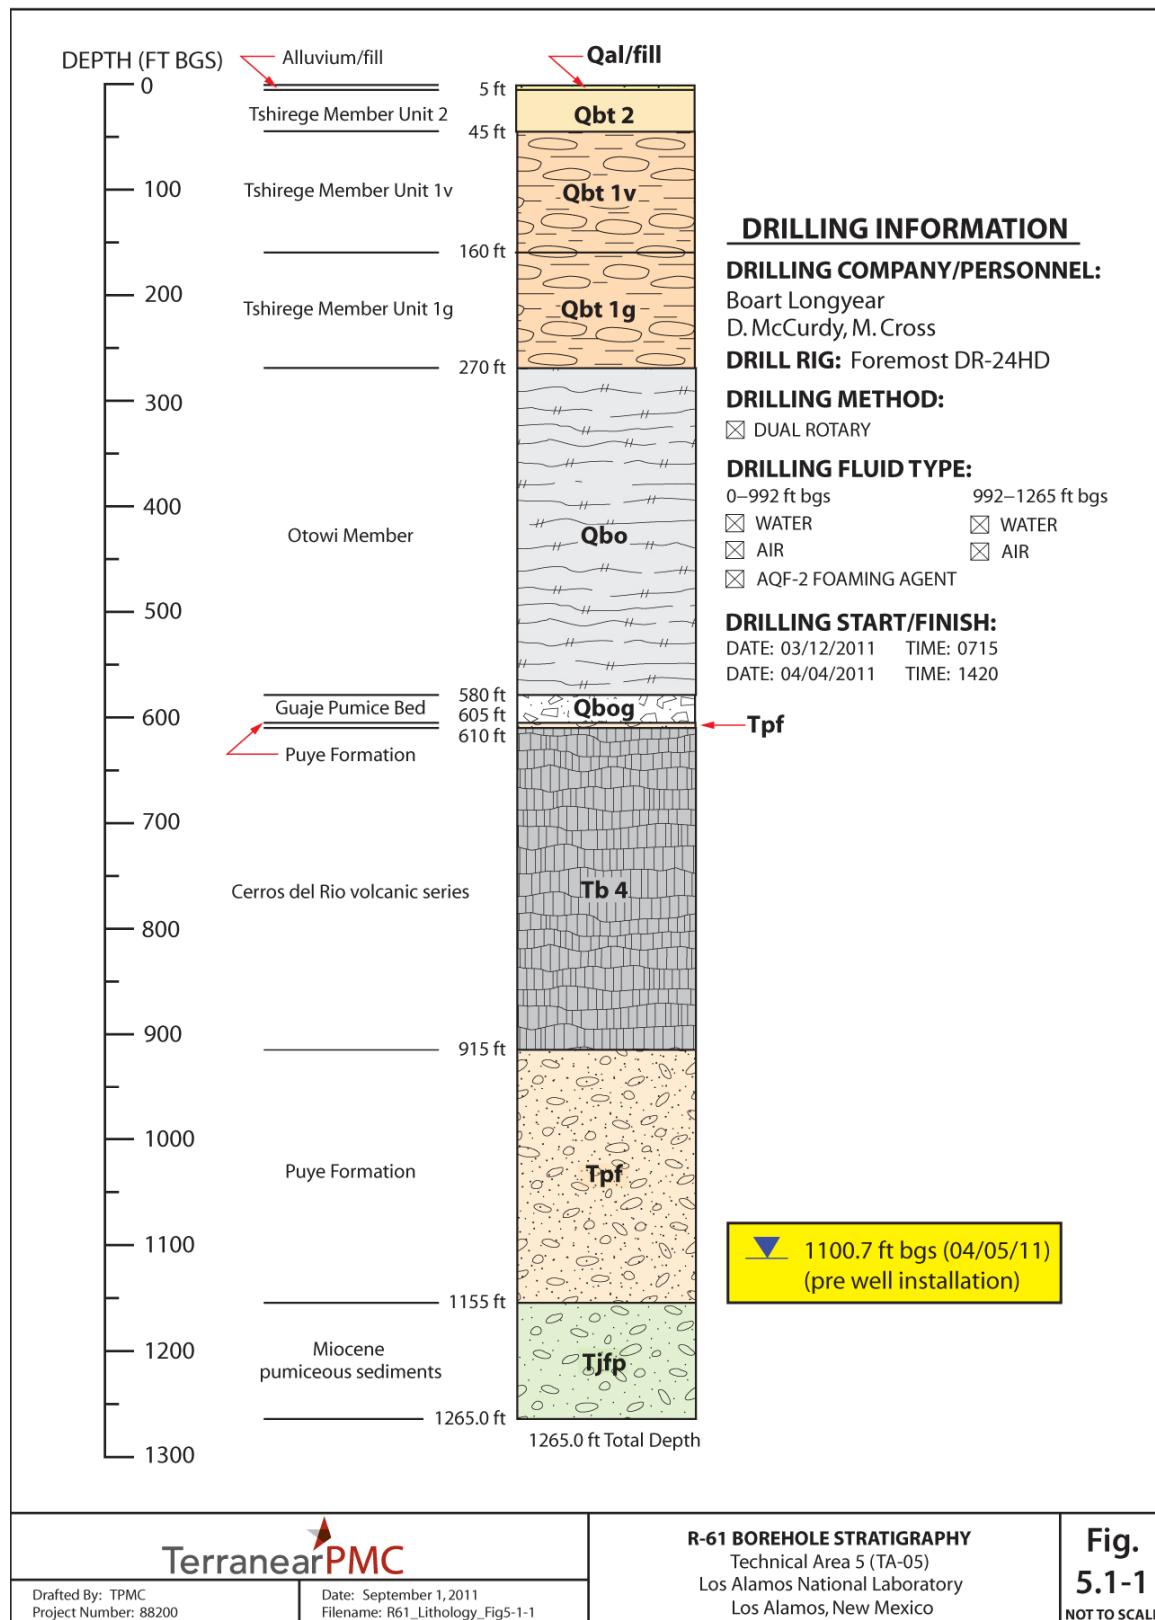 DEPTH (FT BGS)
Alluvium/fill
Qal/fill
0
5 ft
Tshirege Member Unit 2
Qbt 2
45 ft
100
Tshirege Member Unit 1v
Qbt 1v
160 ft
200
Tshirege Member Unit 1g
Qbt 1g
270 ft
300
400
Otowi Member
Qbo
500
580 ft
Guaje Pumice Bed
Qbog
600
605 ft
Tpf
610 ft
Puye Formation
700
Cerros del Rio volcanic series
Tb 4
800
900
915 ft
1000
Puye Formation
Tpf
1100
1155 ft
1200
Miocene
pumiceous sediments
Tjfp
1265.0 ft
1265.0 ft Total Depth
1300
DRILLING INFORMATION
DRILLING COMPANY/PERSONNEL:
Boart Longyear
D. McCurdy, M. Cross
DRILL RIG: Foremost DR-24HD
DRILLING METHOD:
DUAL ROTARY
DRILLING FLUID TYPE:
0–992 ft bgs 992–1265 ft bgs
WATER WATER
AIR AIR
AQF-2 FOAMING AGENT
DRILLING START/FINISH:
DATE: 03/12/2011 TIME: 0715
DATE: 04/04/2011 TIME: 1420
1100.7 ft bgs (04/05/11)
(pre well installation)
TerranearPMC
Drafted By: TPMC
Project Number: 88200
Date: September 1, 2011
Filename: R61_Lithology_Fig5-1-1
R-61 BOREHOLE STRATIGRAPHY
Technical Area 5 (TA-05)
Los Alamos National Laboratory
Los Alamos, New Mexico
Fig.
5.1-1
NOT TO SCALE